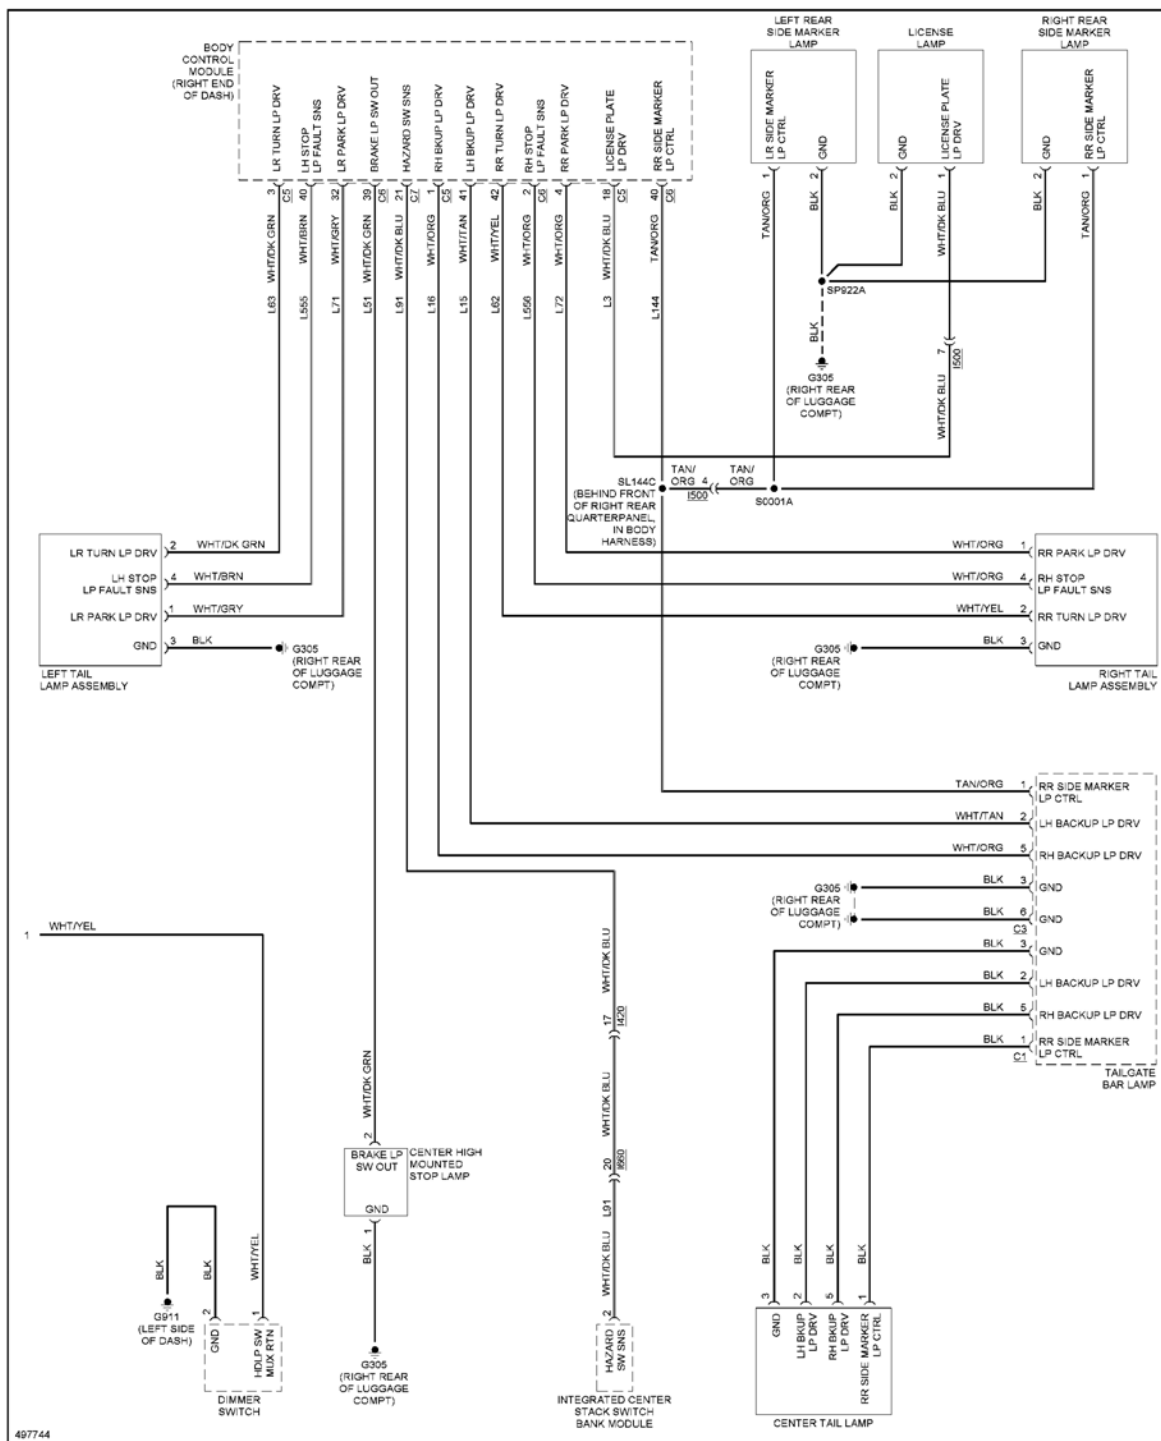 LEFT REAR
SIDE MARKER
LAMP
LICENSE
LAMP
RIGHT REAR
SIDE MARKER
LAMP
BODY
CONTROL
MODULE
(RIGHT END
OF DASH)
LR TURN LP DRV
LH STOP
LP FAULT SNS
LR PARK LP DRV
BRAKE LP SW OUT
HAZARD SW SNS
RH BKUP LP DRV
LH BKUP LP DRV
RR TURN LP DRV
RH STOP
LP FAULT SNS
RR PARK LP DRV
LICENSE PLATE
LP DRV
RR SIDE MARKER
LP CTRL
LR SIDE MARKER
LP CTRL
GND
GND
LICENSE PLATE
LP DRV
GND
RR SIDE MARKER
LP CTRL
3
C5
40
32
39
C6
21
C7
1
C5
41
42
2
C6
4
18
C5
40
C6
1
2
2
1
2
1
WHT/DK GRN
WHT/BRN
WHT/GRY
WHT/DK GRN
WHT/DK BLU
WHT/ORG
WHT/TAN
WHT/YEL
WHT/ORG
WHT/ORG
WHT/DK BLU
TAN/ORG
TAN/ORG
BLK
BLK
WHT/DK BLU
BLK
TAN/ORG
L63
L555
L71
L51
L91
L16
L15
L62
L556
L72
L3
L144
SP922A
BLK
7
I500
G305
(RIGHT REAR
OF LUGGAGE
COMPT)
WHT/DK BLU
TAN/
ORG
4
I500
TAN/
ORG
S0001A
SL144C
(BEHIND FRONT
OF RIGHT REAR
QUARTERPANEL,
IN BODY
HARNESS)
LR TURN LP DRV
2
WHT/DK GRN
LH STOP
LP FAULT SNS
4
WHT/BRN
LR PARK LP DRV
1
WHT/GRY
GND
3
BLK
G305
(RIGHT REAR
OF LUGGAGE
COMPT)
LEFT TAIL
LAMP ASSEMBLY
WHT/ORG
1
RR PARK LP DRV
WHT/ORG
4
RH STOP
LP FAULT SNS
WHT/YEL
2
RR TURN LP DRV
G305
(RIGHT REAR
OF LUGGAGE
COMPT)
BLK
3
GND
RIGHT TAIL
LAMP ASSEMBLY
TAN/ORG
1
RR SIDE MARKER
LP CTRL
WHT/TAN
2
LH BACKUP LP DRV
WHT/ORG
5
RH BACKUP LP DRV
G305
(RIGHT REAR
OF LUGGAGE
COMPT)
BLK
3
GND
BLK
6
GND
C3
BLK
3
GND
BLK
2
LH BACKUP LP DRV
BLK
5
RH BACKUP LP DRV
BLK
1
RR SIDE MARKER
LP CTRL
C1
TAILGATE
BAR LAMP
1
WHT/YEL
WHT/DK BLU
17
I420
WHT/DK GRN
WHT/DK BLU
2
BRAKE LP
SW OUT
GND
CENTER HIGH
MOUNTED
STOP LAMP
1
BLK
G305
(RIGHT REAR
OF LUGGAGE
COMPT)
20
I660
L91
WHT/DK BLU
2
HAZARD
SW SNS
INTEGRATED CENTER
STACK SWITCH
BANK MODULE
BLK
BLK
WHT/YEL
G911
(LEFT SIDE
OF DASH)
2
1
GND
HDLP SW
MUX RTN
DIMMER
SWITCH
BLK
BLK
BLK
BLK
3
2
5
1
GND
LH BKUP
LP DRV
RH BKUP
LP DRV
RR SIDE MARKER
LP CTRL
CENTER TAIL LAMP
497744